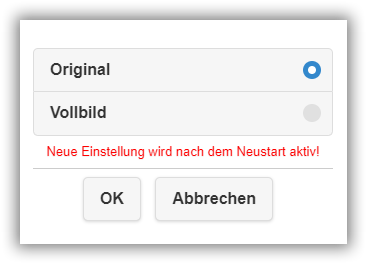 Original
Vollbild
Neue Einstellung wird nach dem Neustart aktiv!
OK
Abbrechen